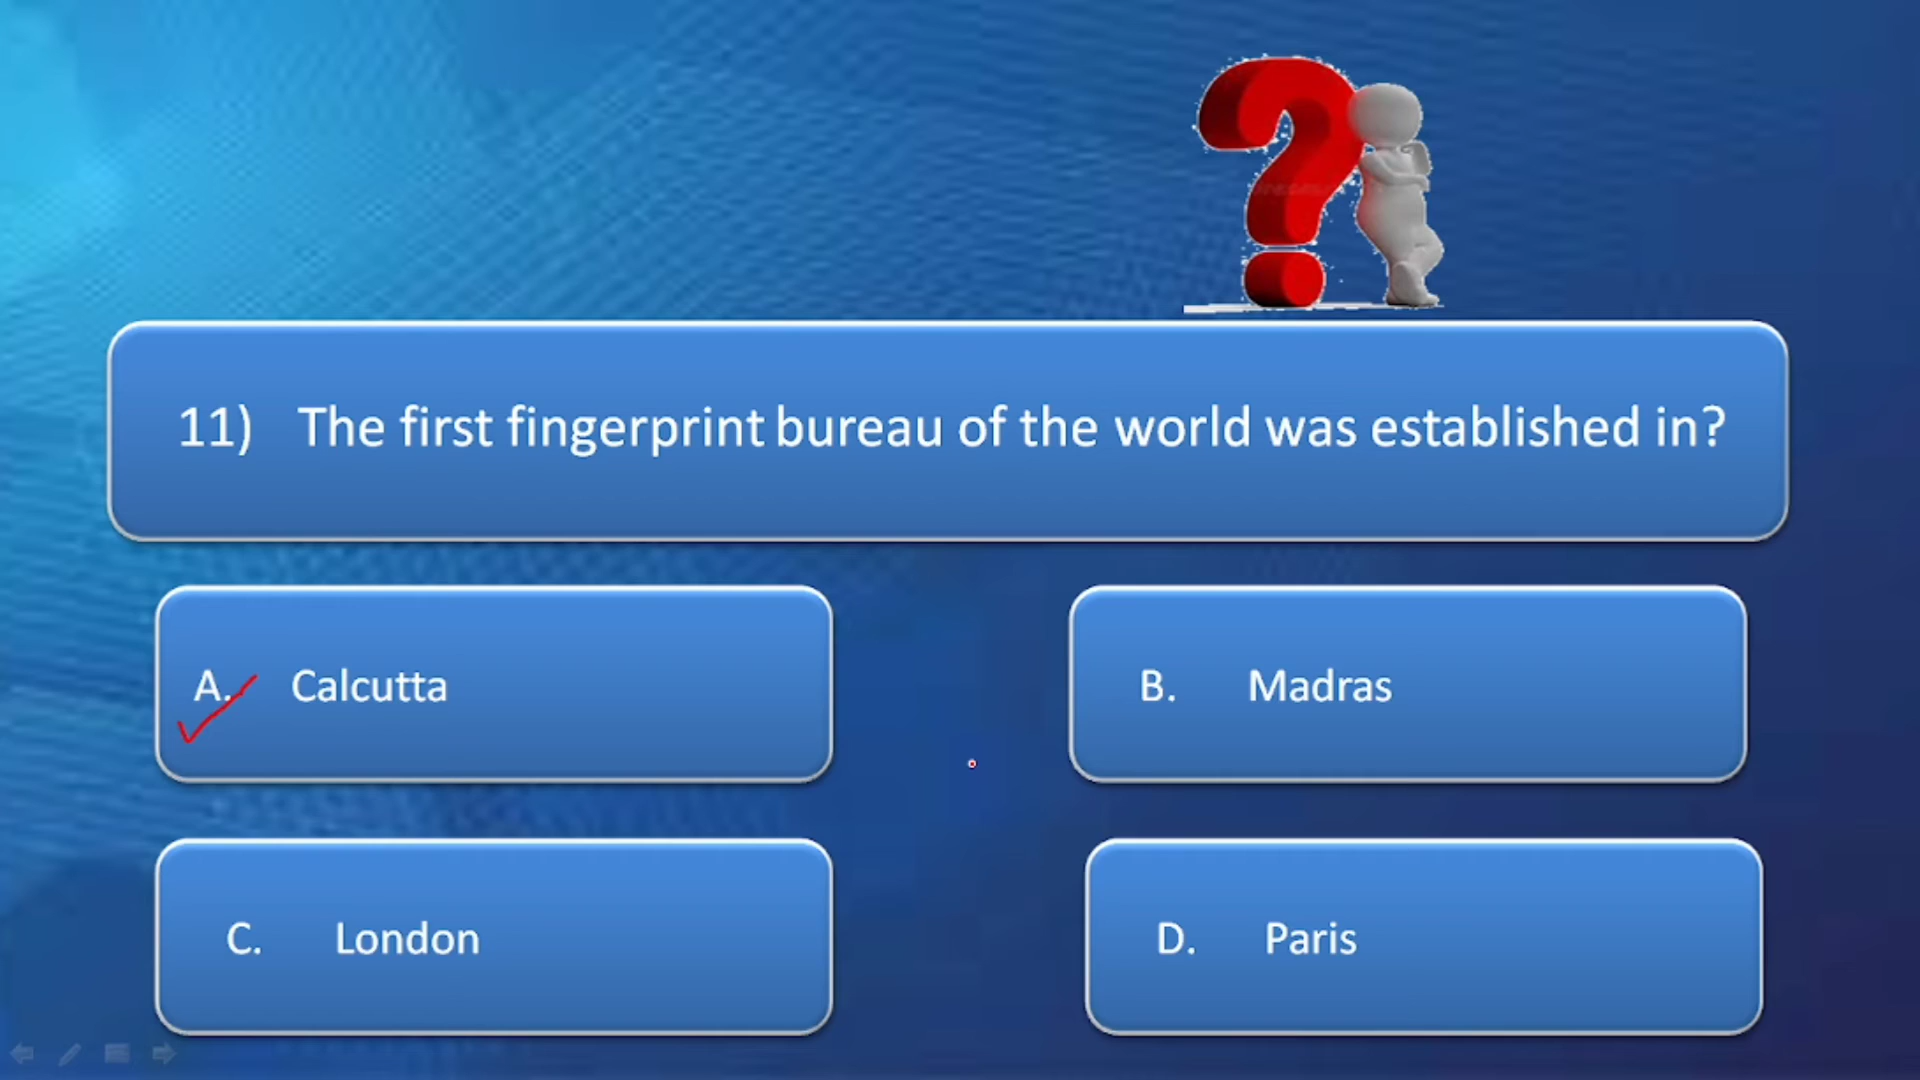 11) The first fingerprint bureau of the world was established in?
A. Calcutta
B. Madras
C. London
D. Paris